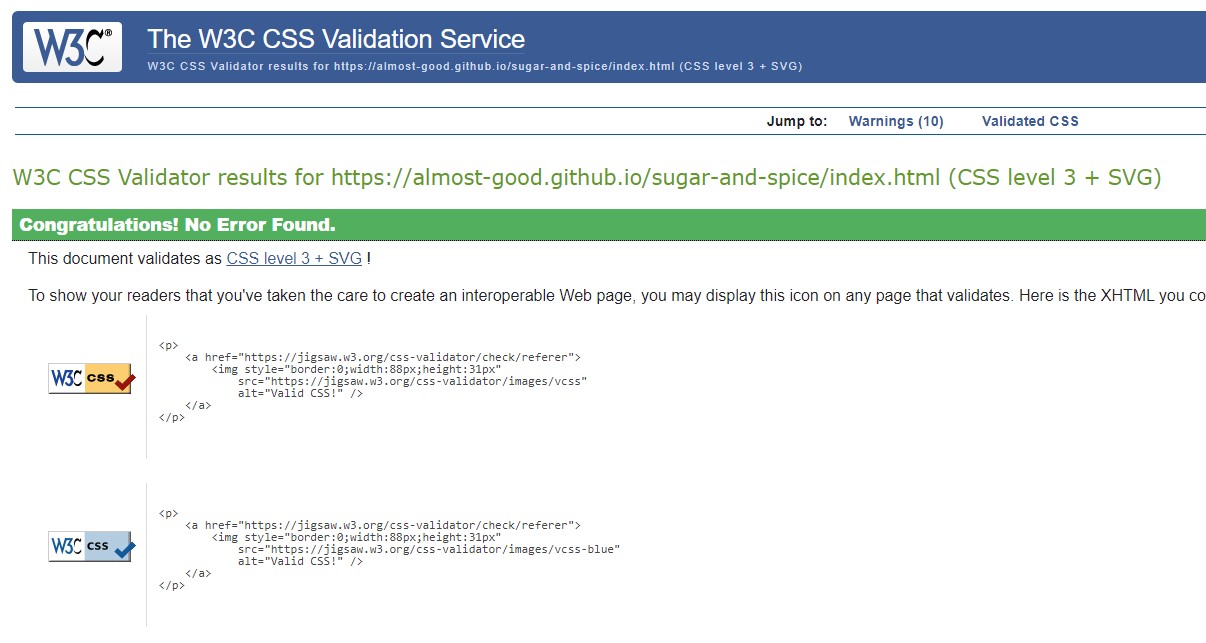 W3C®
The W3C CSS Validation Service
W3C CSS Validator results for https://almost-good.github.io/sugar-and-spice/index.html (CSS level 3 + SVG)
Jump to: Warnings (10) Validated CSS
W3C CSS Validator results for https://almost-good.github.io/sugar-and-spice/index.html (CSS level 3 + SVG)
Congratulations! No Error Found.
This document validates as CSS level 3 + SVG !
To show your readers that you've taken the care to create an interoperable Web page, you may display this icon on any page that validates. Here is the XHTML you co
W3C css
<p>
<a href="https://jigsaw.w3.org/css-validator/check/referer">
<img style="border:0;width:88px;height:31px"
src="https://jigsaw.w3.org/css-validator/images/vcss"
alt="Valid CSS!" />
</a>
</p>
W3C css
<p>
<a href="https://jigsaw.w3.org/css-validator/check/referer">
<img style="border:0;width:88px;height:31px"
src="https://jigsaw.w3.org/css-validator/images/vcss-blue"
alt="Valid CSS!" />
</a>
</p>